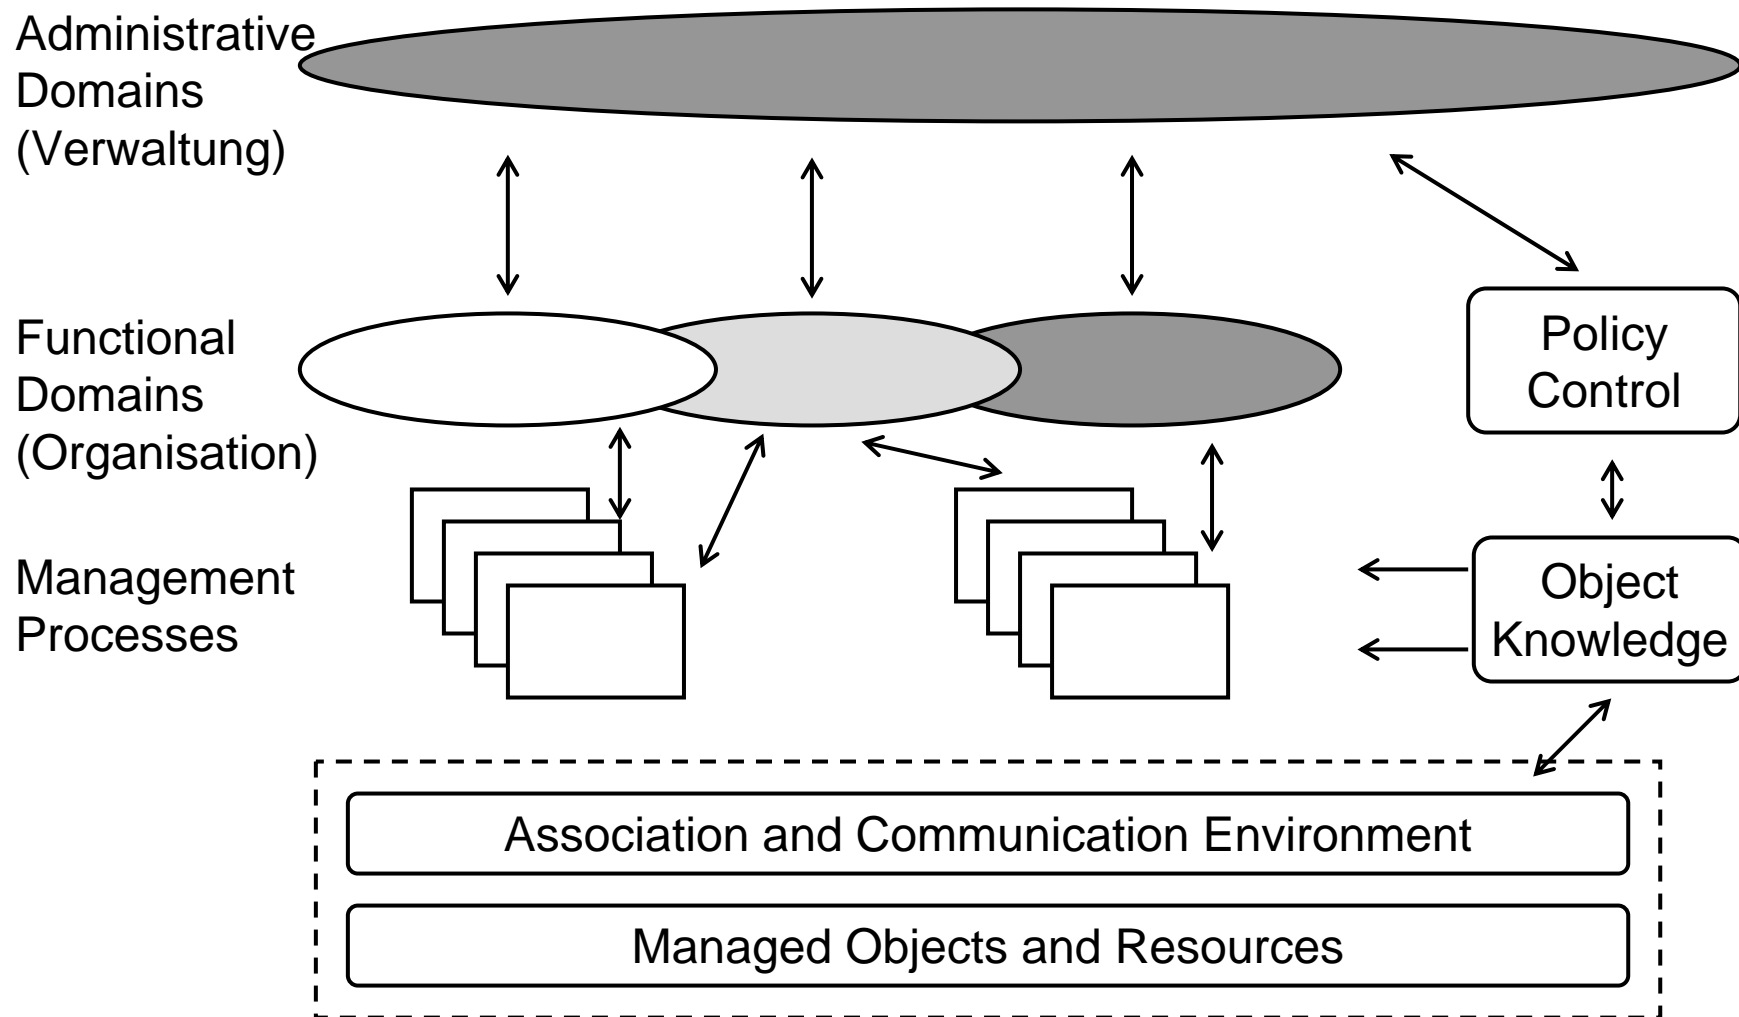 Administrative
Domains
(Verwaltung)
Functional
Domains
(Organisation)
Policy
Control
Management
Processes
Object
Knowledge
Association and Communication Environment
Managed Objects and Resources